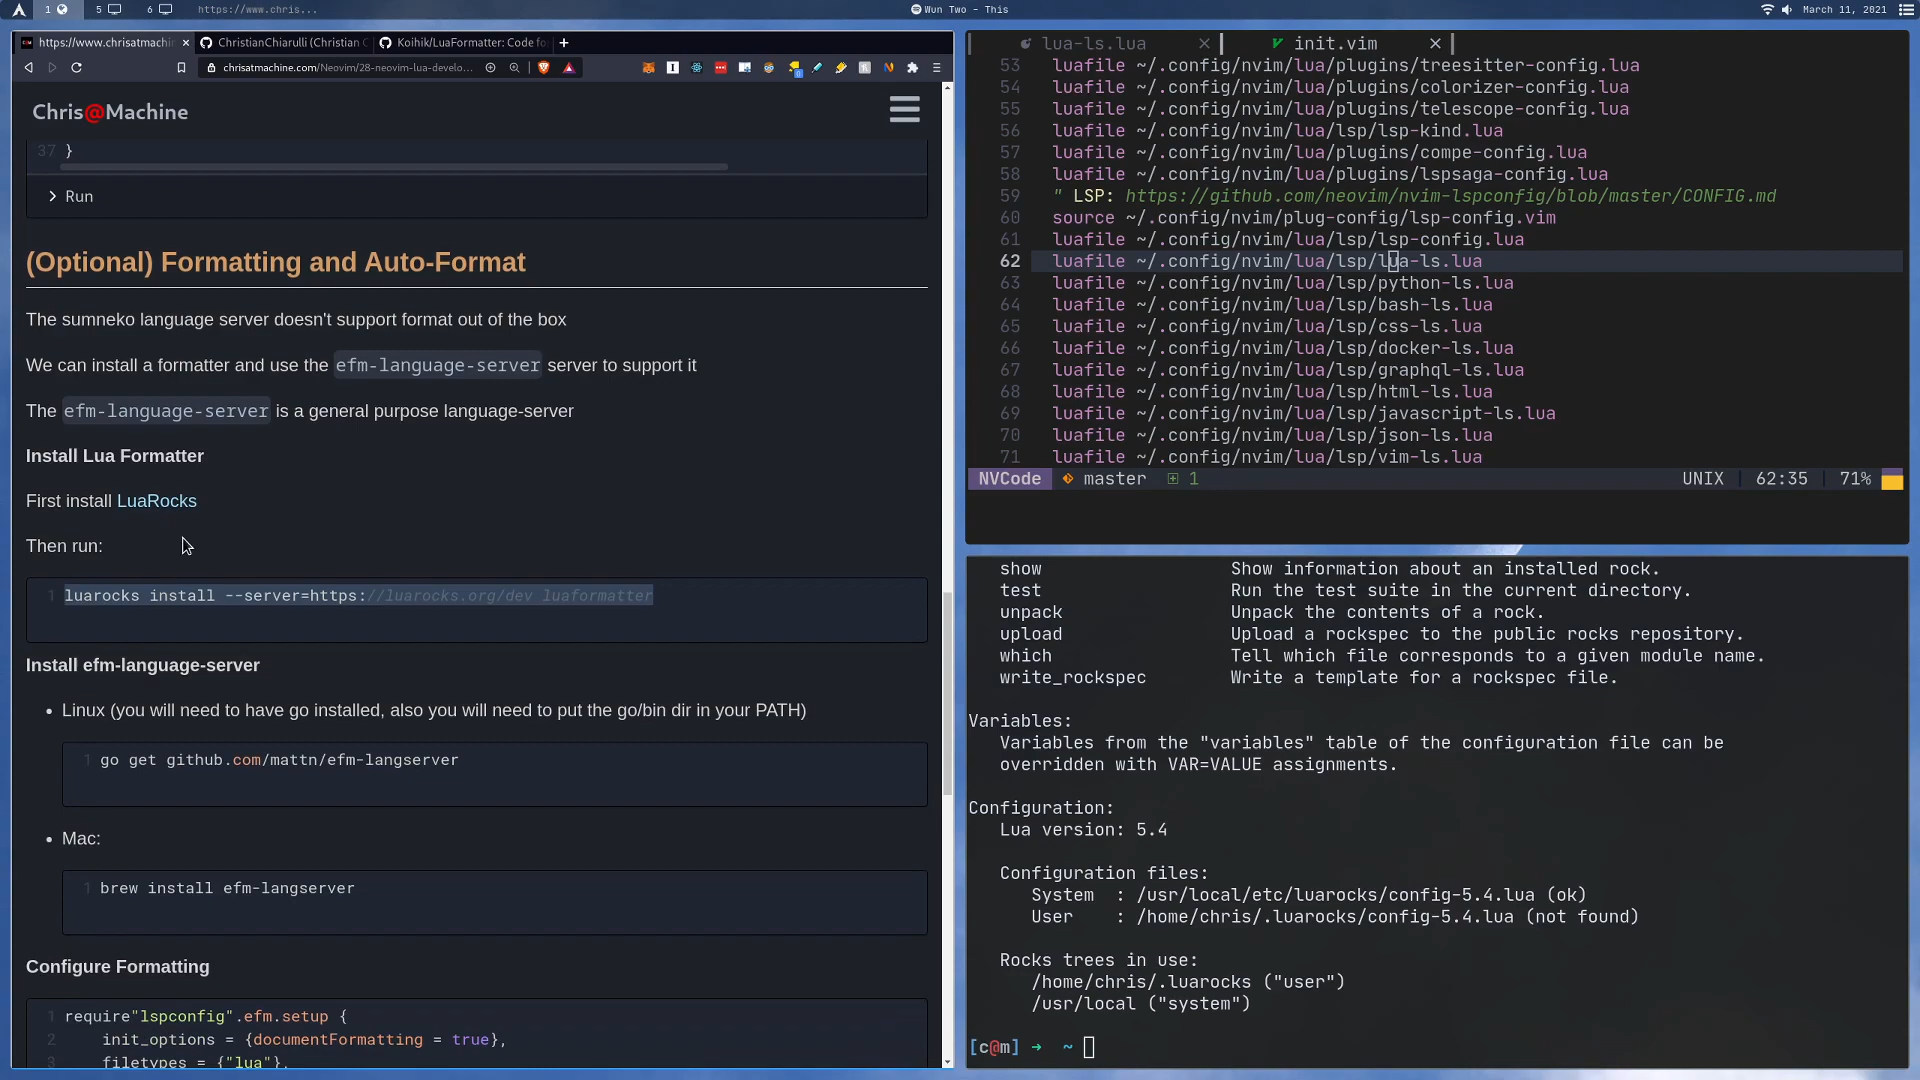 1
5
6
https://www.chris...
Wun Two - This
March 11, 2021
https://www.chrisatmachin
ChristianChiarulli (Christian C
Koihik/LuaFormatter: Code fo
chrisatmachine.com/Neovim/28-neovim-lua-develo...
Chris@Machine
37 }
Run
(Optional) Formatting and Auto-Format
The sumneko language server doesn't support format out of the box
We can install a formatter and use the efm-language-server server to support it
The efm-language-server is a general purpose language-server
Install Lua Formatter
First install LuaRocks
Then run:
1 luarocks install --server=https://luarocks.org/dev luaformatter
Install efm-language-server
• Linux (you will need to have go installed, also you will need to put the go/bin dir in your PATH)
1 go get github.com/mattn/efm-langserver
• Mac:
1 brew install efm-langserver
Configure Formatting
1 require"lspconfig".efm.setup {
2 init_options = {documentFormatting = true},
3 filetypes = {"lua"},
lua-ls.lua
init.vim
53 luafile ~/.config/nvim/lua/plugins/treesitter-config.lua
54 luafile ~/.config/nvim/lua/plugins/colorizer-config.lua
55 luafile ~/.config/nvim/lua/plugins/telescope-config.lua
56 luafile ~/.config/nvim/lua/lsp/lsp-kind.lua
57 luafile ~/.config/nvim/lua/plugins/compe-config.lua
58 luafile ~/.config/nvim/lua/plugins/lspsaga-config.lua
59 " LSP: https://github.com/neovim/nvim-lspconfig/blob/master/CONFIG.md
60 source ~/.config/nvim/plug-config/lsp-config.vim
61 luafile ~/.config/nvim/lua/lsp/lsp-config.lua
62 luafile ~/.config/nvim/lua/lsp/lua-ls.lua
63 luafile ~/.config/nvim/lua/lsp/python-ls.lua
64 luafile ~/.config/nvim/lua/lsp/bash-ls.lua
65 luafile ~/.config/nvim/lua/lsp/css-ls.lua
66 luafile ~/.config/nvim/lua/lsp/docker-ls.lua
67 luafile ~/.config/nvim/lua/lsp/graphql-ls.lua
68 luafile ~/.config/nvim/lua/lsp/html-ls.lua
69 luafile ~/.config/nvim/lua/lsp/javascript-ls.lua
70 luafile ~/.config/nvim/lua/lsp/json-ls.lua
71 luafile ~/.config/nvim/lua/lsp/vim-ls.lua
NVCode master 1 UNIX 62:35 71%
show Show information about an installed rock.
test Run the test suite in the current directory.
unpack Unpack the contents of a rock.
upload Upload a rockspec to the public rocks repository.
which Tell which file corresponds to a given module name.
write_rockspec Write a template for a rockspec file.
Variables:
Variables from the "variables" table of the configuration file can be
overridden with VAR=VALUE assignments.
Configuration:
Lua version: 5.4
Configuration files:
System : /usr/local/etc/luarocks/config-5.4.lua (ok)
User : /home/chris/.luarocks/config-5.4.lua (not found)
Rocks trees in use:
/home/chris/.luarocks ("user")
/usr/local ("system")
[c@m] → ~